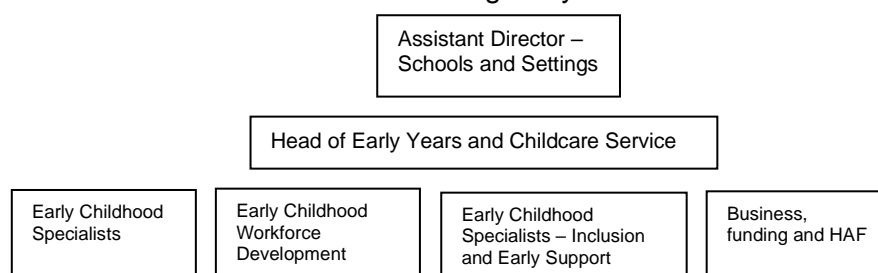 Assistant Director –
Schools and Settings
Head of Early Years and Childcare Service
Early Childhood
Specialists
Early Childhood
Workforce
Development
Early Childhood
Specialists – Inclusion
and Early Support
Business,
funding and HAF